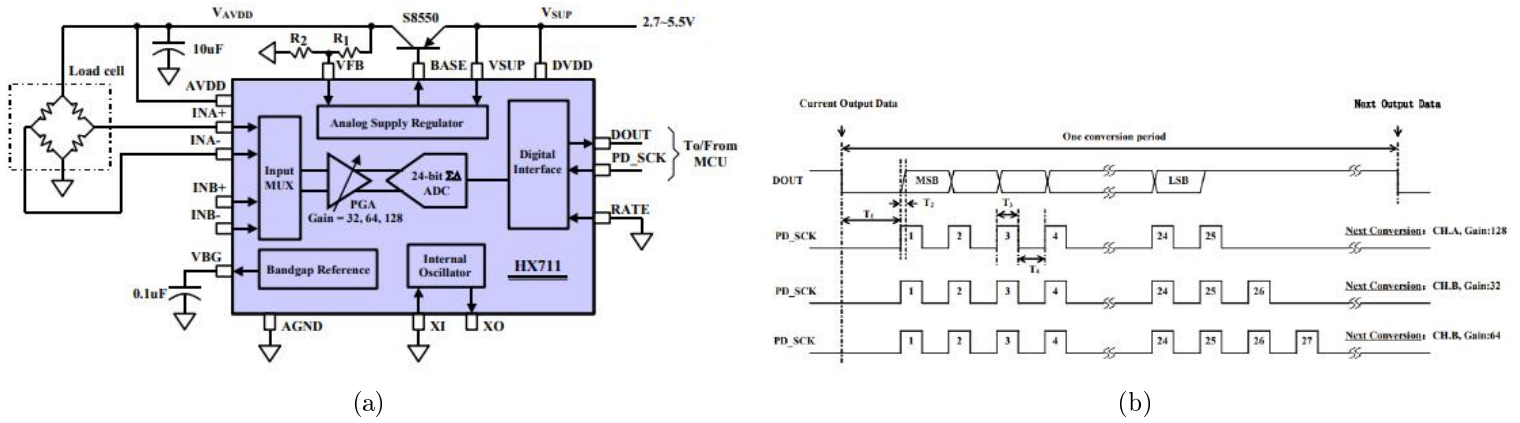 V_AVDD
S8550
V_SUP
2.7~5.5V
10uF
R2
R1
VFB
BASE
VSUP
DVDD
Load cell
AVDD
INA+
INA-
INB+
INB-
VBG
0.1uF
Analog Supply Regulator
Input
MUX
PGA
Gain = 32, 64, 128
24-bit ΣΔ
ADC
Digital
Interface
DOUT
PD_SCK
RATE
To/From
MCU
Bandgap Reference
Internal
Oscillator
HX711
AGND
XI
XO
(a)
Current Output Data
Next Output Data
One conversion period
DOUT
MSB
LSB
T1
T2
T3
T4
PD_SCK
1 2 3 4 24 25
Next Conversion: CH.A, Gain:128
PD_SCK
1 2 3 4 24 25 26
Next Conversion: CH.B, Gain:32
PD_SCK
1 2 3 4 24 25 26 27
Next Conversion: CH.B, Gain:64
(b)